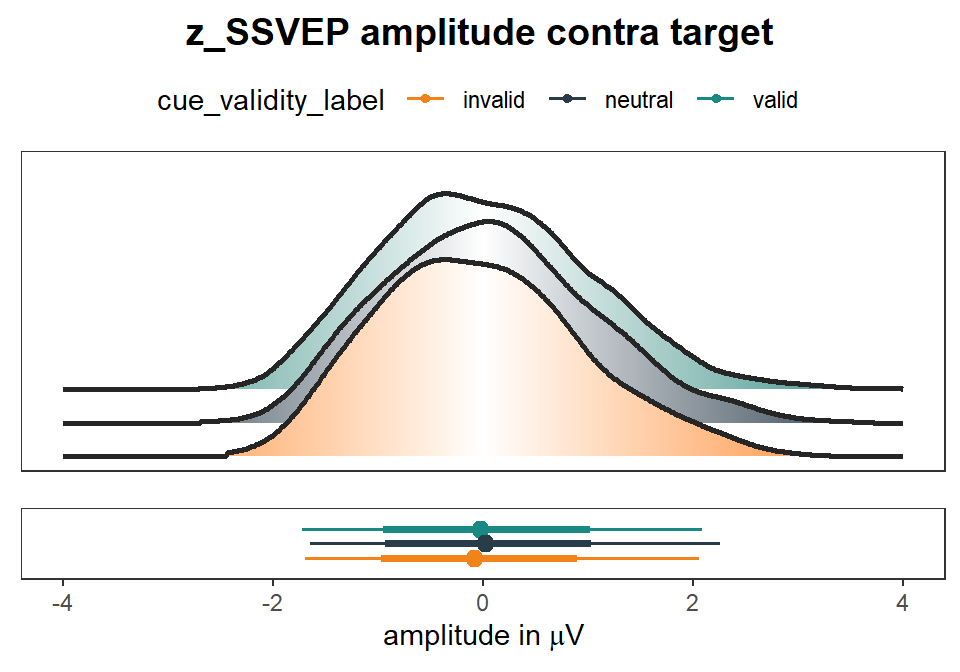 z_SSVEP amplitude contra target
cue_validity_label invalid neutral valid
-4 -2 0 2 4
amplitude in μV